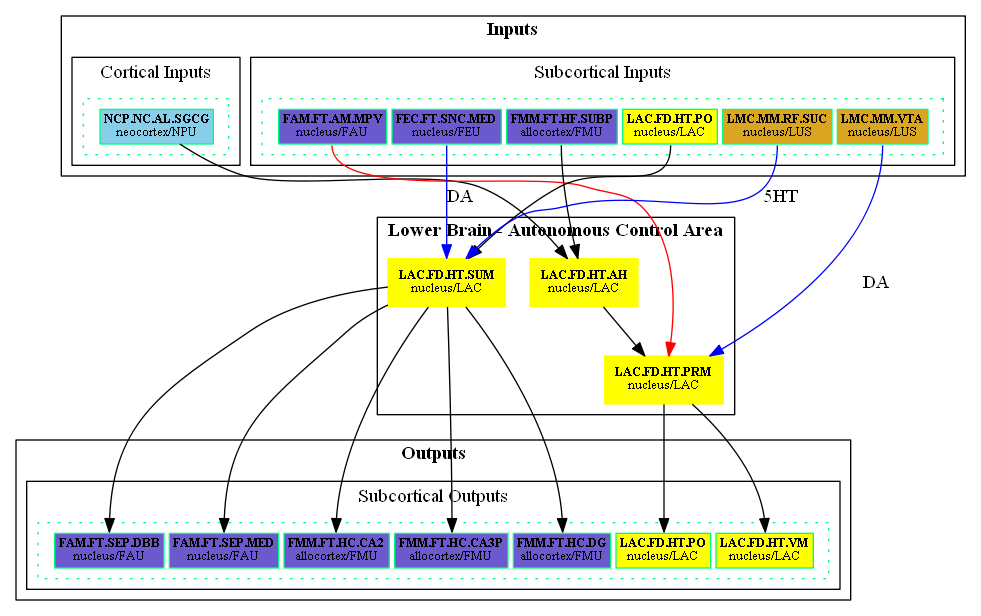 Inputs
Cortical Inputs
Subcortical Inputs
NCP.NC.AL.SGCG
neocortex/NPU
FAM.FT.AM.MPV
nucleus/FAU
FEC.FT.SNC.MED
nucleus/FEU
FMM.FT.HF.SUBP
allocortex/FMU
LAC.FD.HT.PO
nucleus/LAC
LMC.MM.RF.SUC
nucleus/LUS
LMC.MM.VTA
nucleus/LUS
DA
5HT
Lower Brain - Autonomous Control Area
LAC.FD.HT.SUM
nucleus/LAC
LAC.FD.HT.AH
nucleus/LAC
DA
LAC.FD.HT.PRM
nucleus/LAC
Outputs
Subcortical Outputs
FAM.FT.SEP.DBB
nucleus/FAU
FAM.FT.SEP.MED
nucleus/FAU
FMM.FT.HC.CA2
allocortex/FMU
FMM.FT.HC.CA3P
allocortex/FMU
FMM.FT.HC.DG
allocortex/FMU
LAC.FD.HT.PO
nucleus/LAC
LAC.FD.HT.VM
nucleus/LAC